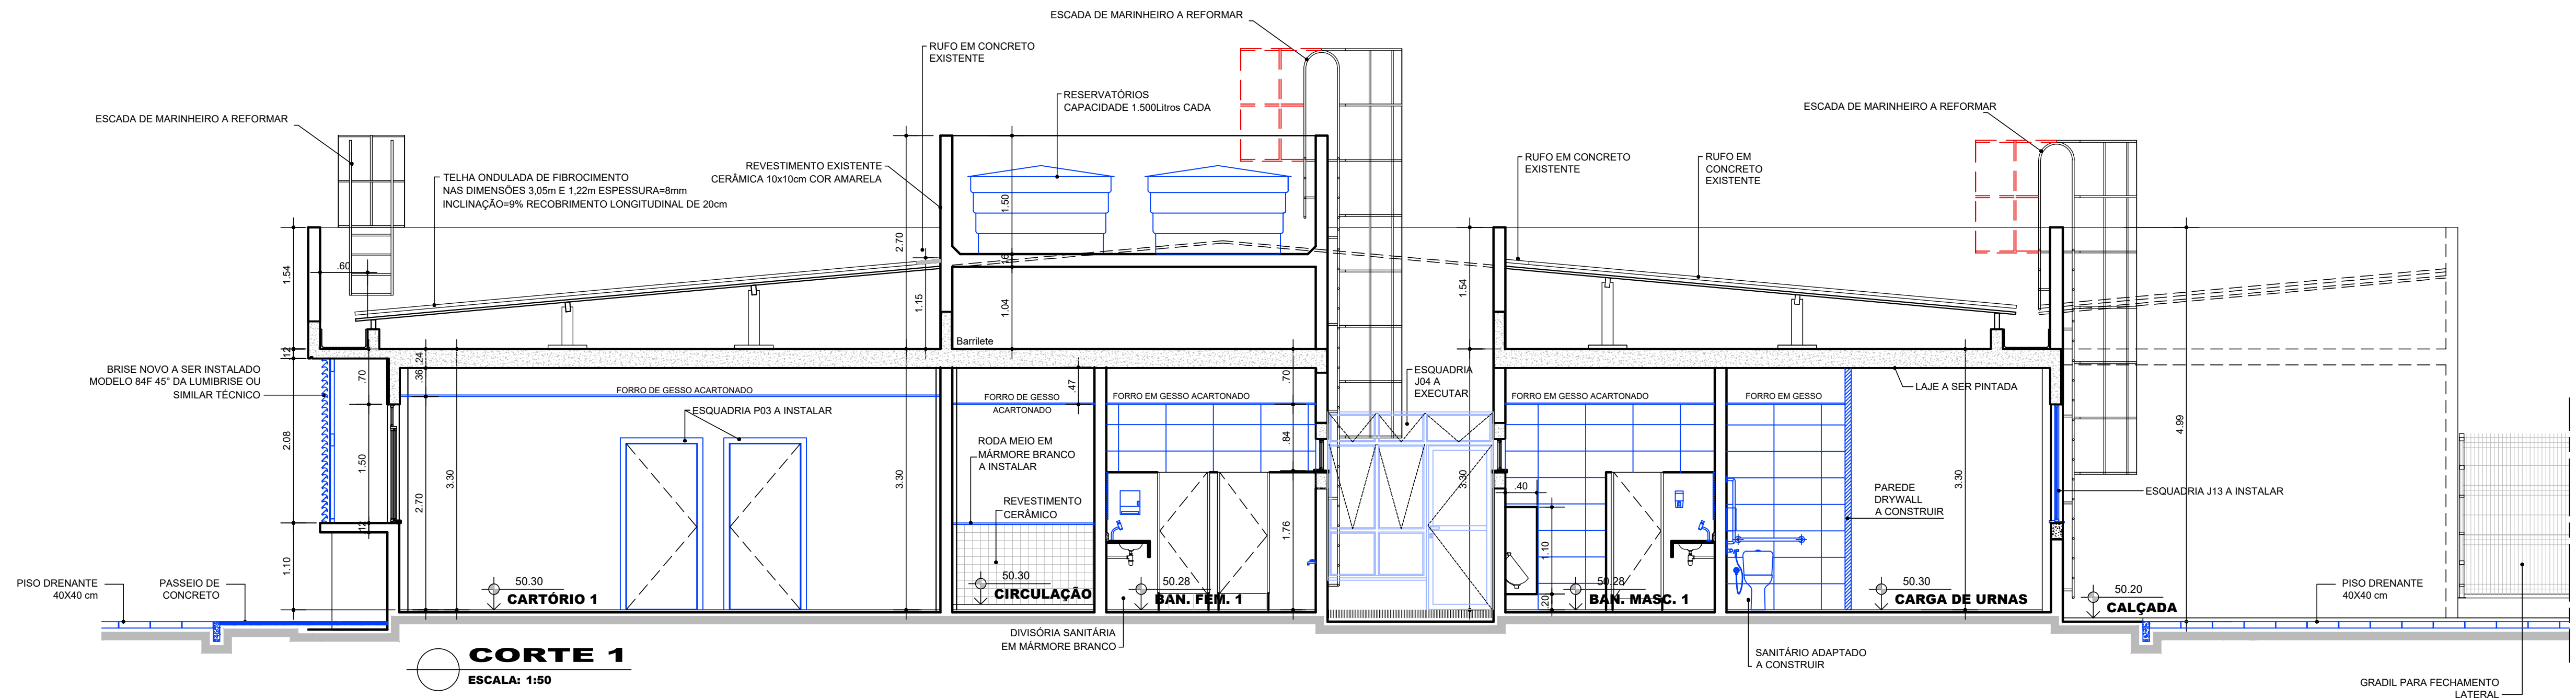 ESCADA DE MARINHEIRO A REFORMAR
RUFO EM CONCRETO
EXISTENTE
RESERVATÓRIOS
CAPACIDADE 1.500Litros CADA
ESCADA DE MARINHEIRO A REFORMAR
ESCADA DE MARINHEIRO A REFORMAR
REVESTIMENTO EXISTENTE
CERÂMICA 10x10cm COR AMARELA
RUFO EM CONCRETO
EXISTENTE
RUFO EM
CONCRETO
EXISTENTE
TELHA ONDULADA DE FIBROCIMENTO
NAS DIMENSÕES 3,05m E 1,22m ESPESSURA=8mm
INCLINAÇÃO=9% RECOBRIMENTO LONGITUDINAL DE 20cm
1.50
2.70
.60
1.54
1.15
.16
1.04
1.54
Barrilete
.12
.24
.36
.70
.47
.70
BRISE NOVO A SER INSTALADO
MODELO 84F 45° DA LUMIBRISE OU
SIMILAR TÉCNICO
ESQUADRIA
J04 A
EXECUTAR
LAJE A SER PINTADA
FORRO DE GESSO ACARTONADO
FORRO DE GESSO
ACARTONADO
FORRO EM GESSO ACARTONADO
FORRO EM GESSO ACARTONADO
FORRO EM GESSO
ESQUADRIA P03 A INSTALAR
4.99
2.08
1.50
2.70
3.30
3.30
RODA MEIO EM
MÁRMORE BRANCO
A INSTALAR
.84
3.30
.40
3.30
PAREDE
DRYWALL
A CONSTRUIR
ESQUADRIA J13 A INSTALAR
REVESTIMENTO
CERÂMICO
1.76
1.10
.12
1.10
.20
PISO DRENANTE
40X40 cm
PASSEIO DE
CONCRETO
50.30
CARTÓRIO 1
50.30
CIRCULAÇÃO
50.28
BAN. FEM. 1
50.28
BAN. MASC. 1
50.30
CARGA DE URNAS
50.20
CALÇADA
PISO DRENANTE
40X40 cm
DIVISÓRIA SANITÁRIA
EM MÁRMORE BRANCO
SANITÁRIO ADAPTADO
A CONSTRUIR
CORTE 1
ESCALA: 1:50
GRADIL PARA FECHAMENTO
LATERAL